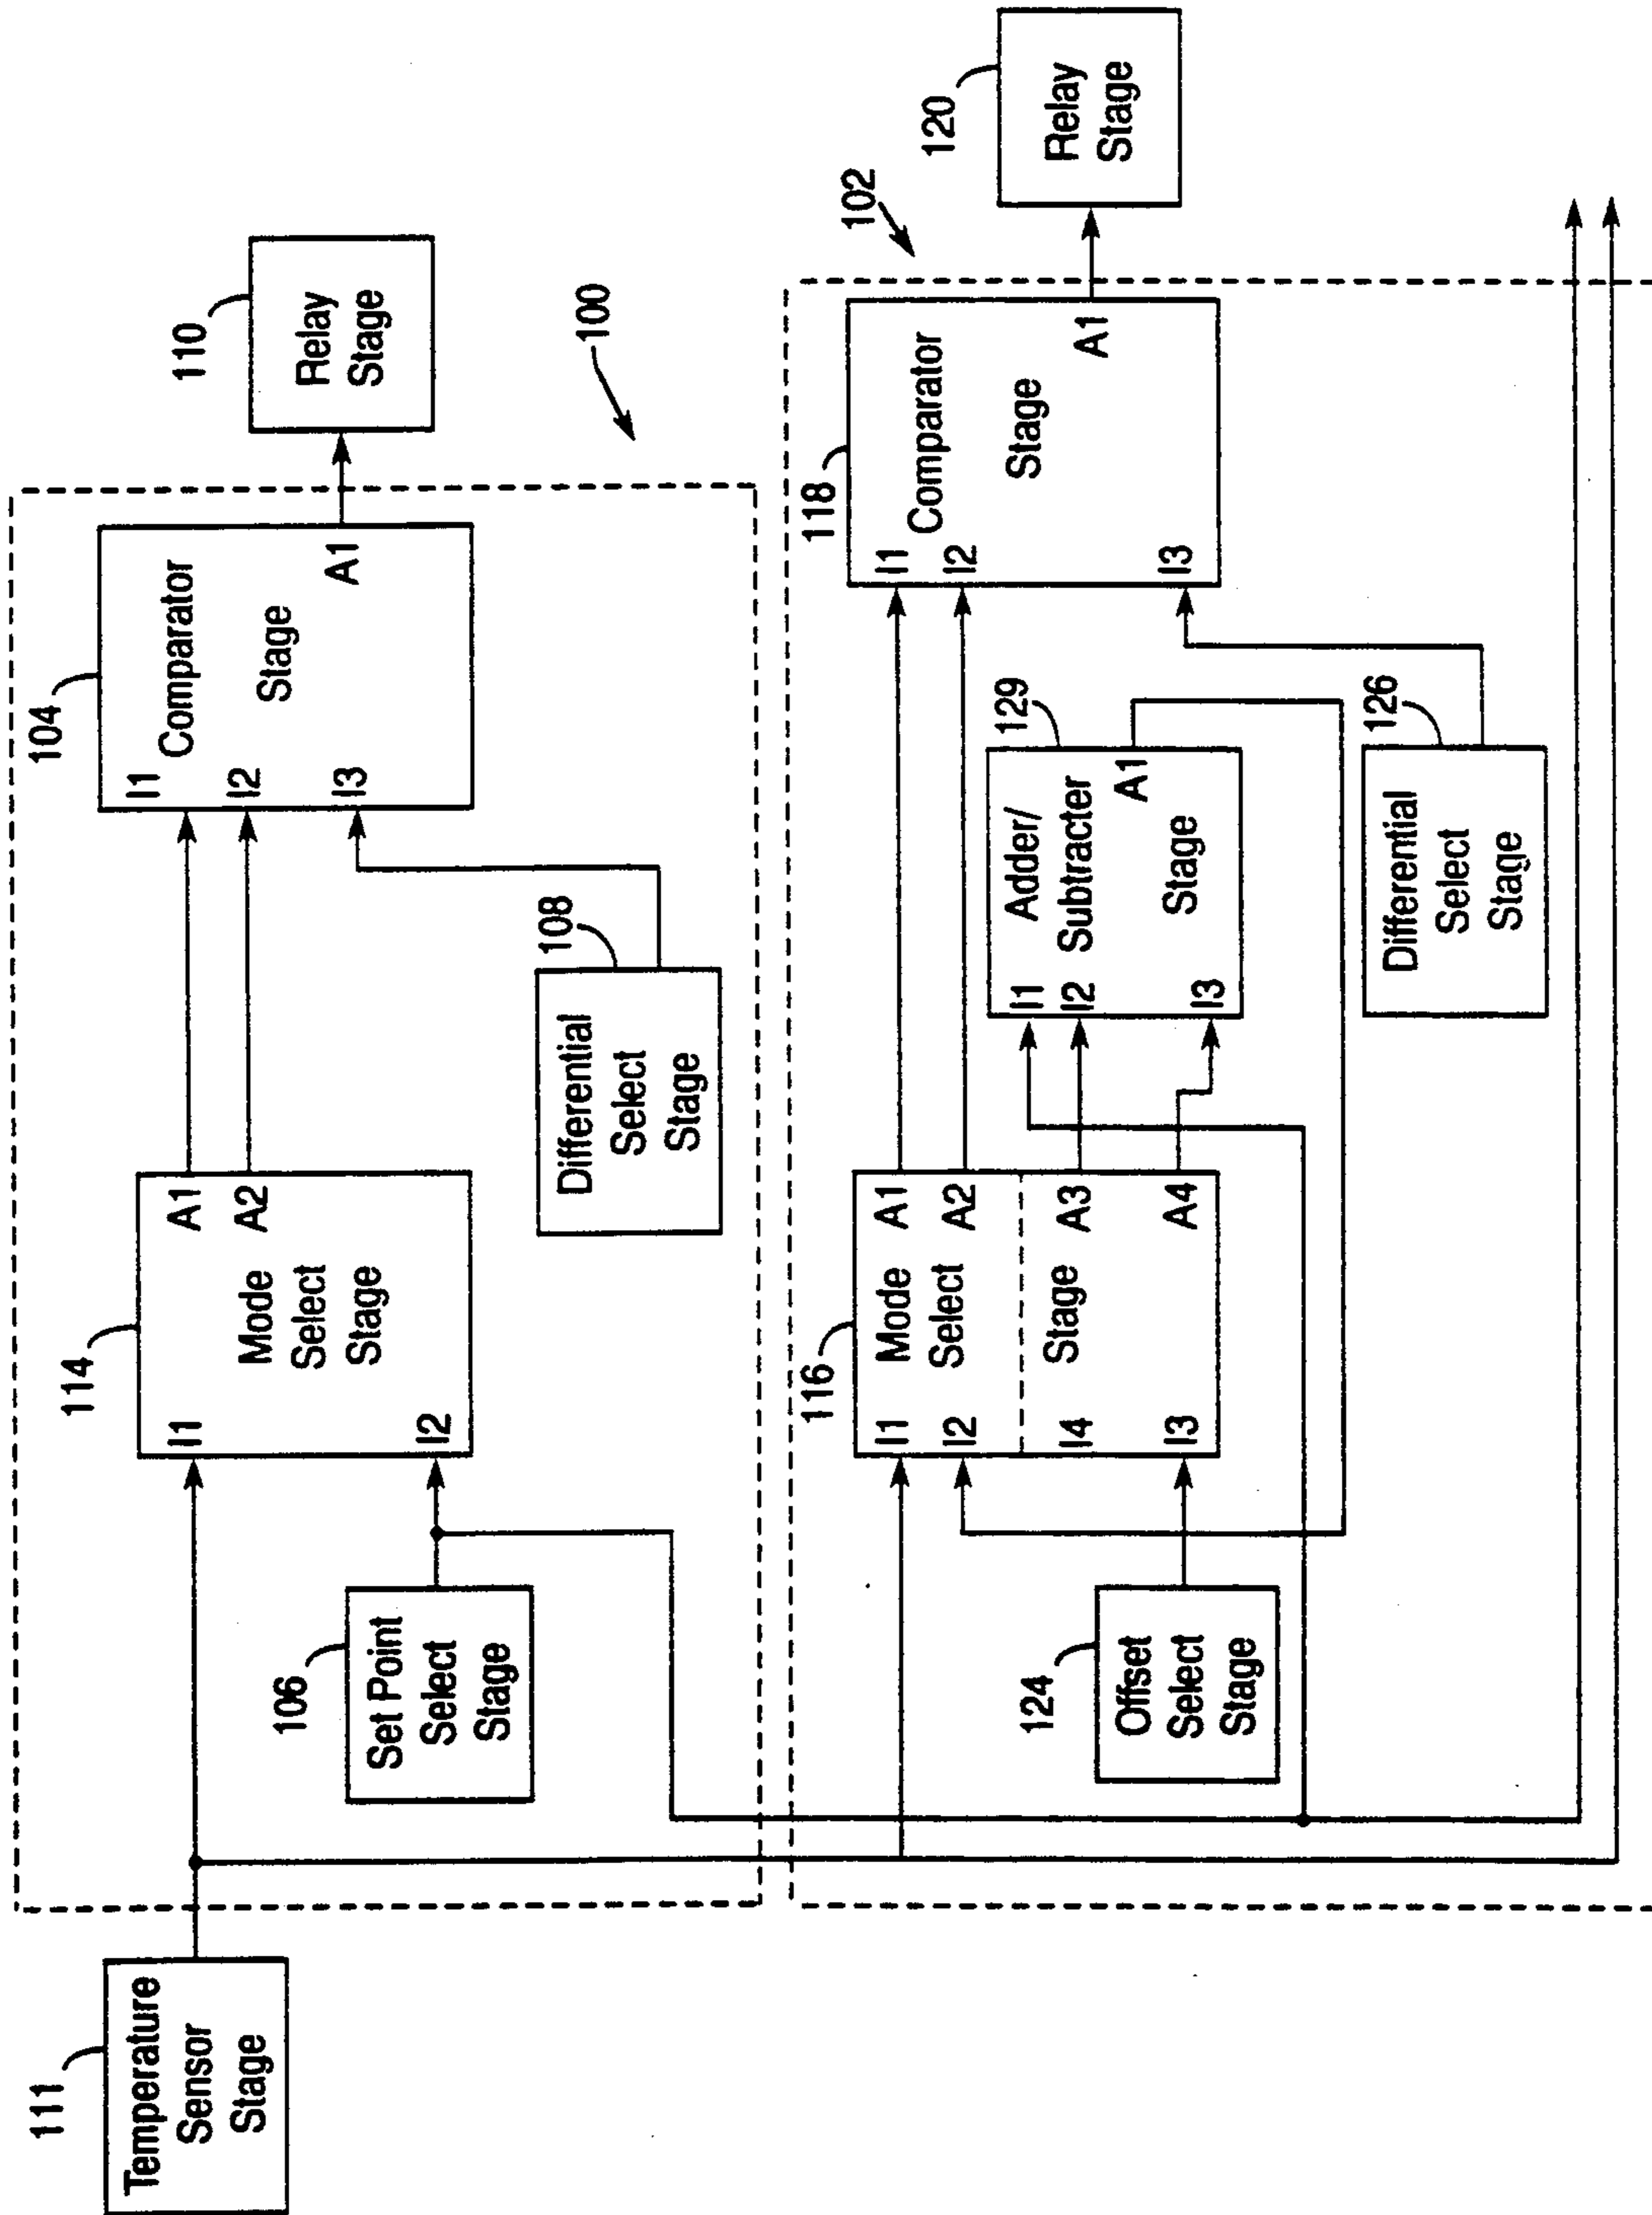 111
Temperature
Sensor
Stage
114
I1
I2
Mode
Select
Stage
A1
A2
106
Set Point
Select
Stage
108
Differential
Select
Stage
104
I1
I2
I3
Comparator
Stage
A1
110
Relay
Stage
100
116
I1
I2
I4
I3
Mode
Select
Stage
A1
A2
A3
A4
124
Offset
Select
Stage
129
I1
I2
I3
Adder/
Subtracter
Stage
A1
126
Differential
Select
Stage
118
I1
I2
I3
Comparator
Stage
A1
102
120
Relay
Stage